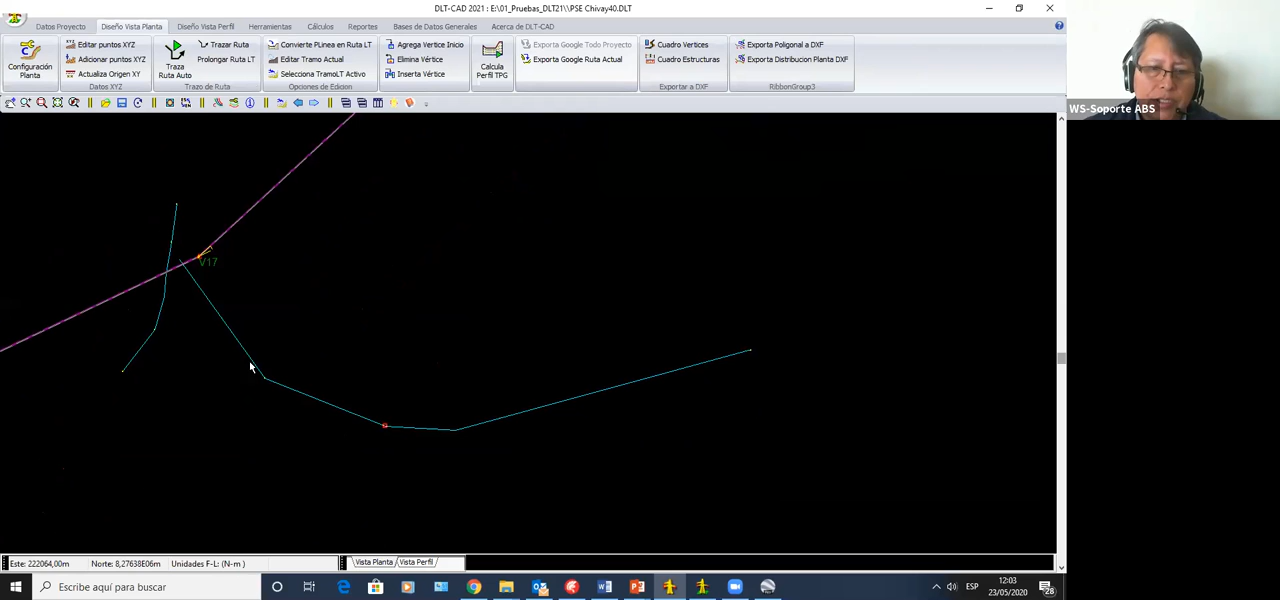 DLT-CAD 2021 : E:\01_Pruebas_DLT21\\PSE Chivay40.DLT
Datos Proyecto
Diseño Vista Planta
Diseño Vista Perfil
Herramientas
Cálculos
Reportes
Bases de Datos Generales
Acerca de DLT-CAD
Configuración
Planta
Editar puntos XYZ
Adicionar puntos XYZ
Actualiza Origen XY
Datos XYZ
Traza
Ruta Auto
Trazar Ruta
Prolongar Ruta LT
Trazo de Ruta
Convierte PLinea en Ruta LT
Editar Tramo Actual
Selecciona TramoLT Activo
Opciones de Edicion
Agrega Vertice Inicio
Elimina Vértice
Inserta Vértice
Calcula
Perfil TPG
Exporta Google Todo Proyecto
Exporta Google Ruta Actual
Cuadro Vertices
Cuadro Estructuras
Exportar a DXF
Exporta Poligonal a DXF
Exporta Distribucion Planta DXF
RibbonGroup3
WS-Soporte ABS
V17
Este: 222064,00m
Norte: 8,27638E06m
Unidades F-L: (N-m )
Vista Planta
Vista Perfil
Escribe aquí para buscar
ESP
12:03
23/05/2020
28